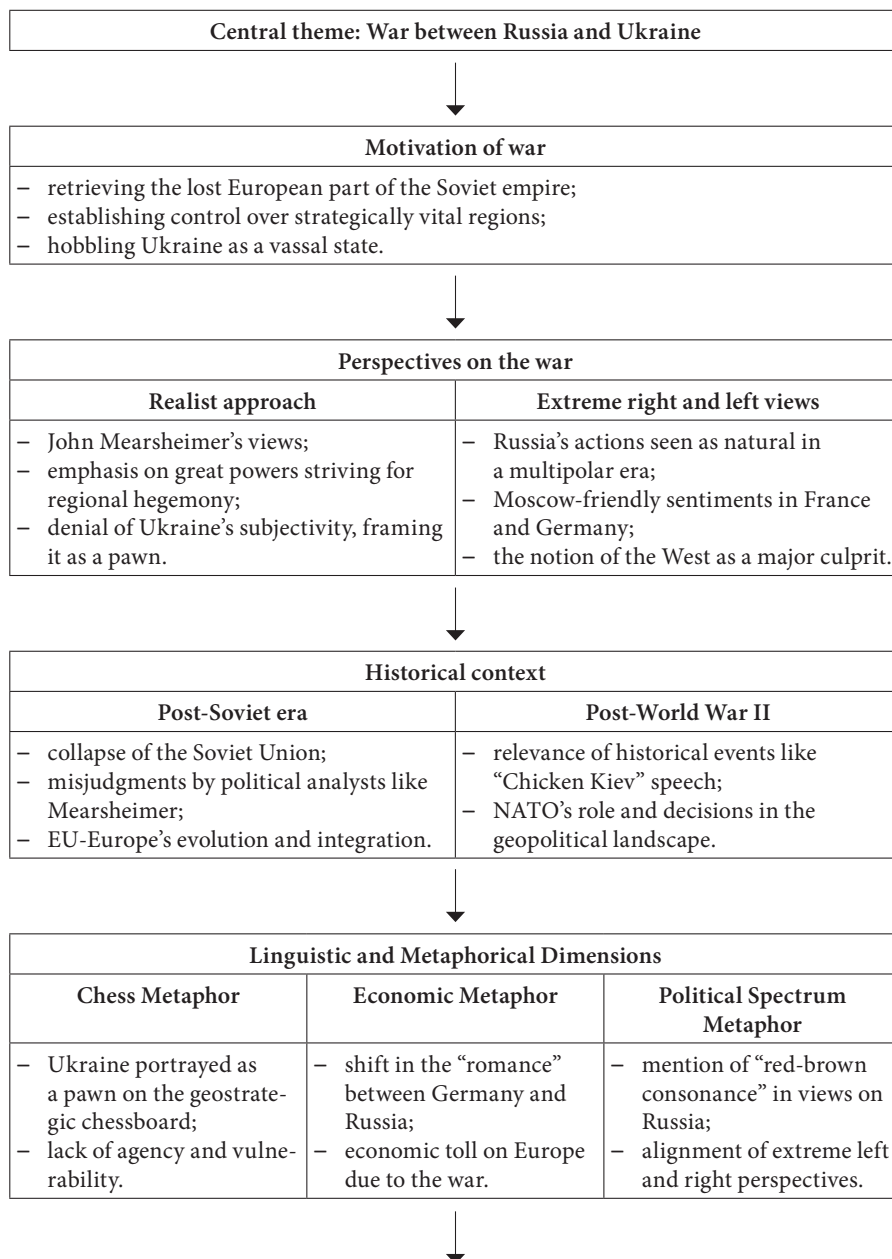 Central theme: War between Russia and Ukraine
Motivation of war
– retrieving the lost European part of the Soviet empire;
– establishing control over strategically vital regions;
– hobbling Ukraine as a vassal state.
Perspectives on the war
Realist approach
– John Mearsheimer’s views;
– emphasis on great powers striving for
regional hegemony;
– denial of Ukraine’s subjectivity, framing
it as a pawn.
Extreme right and left views
– Russia’s actions seen as natural in
a multipolar era;
– Moscow-friendly sentiments in France
and Germany;
– the notion of the West as a major culprit.
Historical context
Post-Soviet era
– collapse of the Soviet Union;
– misjudgments by political analysts like
Mearsheimer;
– EU-Europe’s evolution and integration.
Post-World War II
– relevance of historical events like
“Chicken Kiev” speech;
– NATO’s role and decisions in the
geopolitical landscape.
Linguistic and Metaphorical Dimensions
Chess Metaphor
– Ukraine portrayed as
a pawn on the geostrate-
gic chessboard;
– lack of agency and vulne-
rability.
Economic Metaphor
– shift in the “romance”
between Germany and
Russia;
– economic toll on Europe
due to the war.
Political Spectrum
Metaphor
– mention of “red-brown
consonance” in views on
Russia;
– alignment of extreme left
and right perspectives.